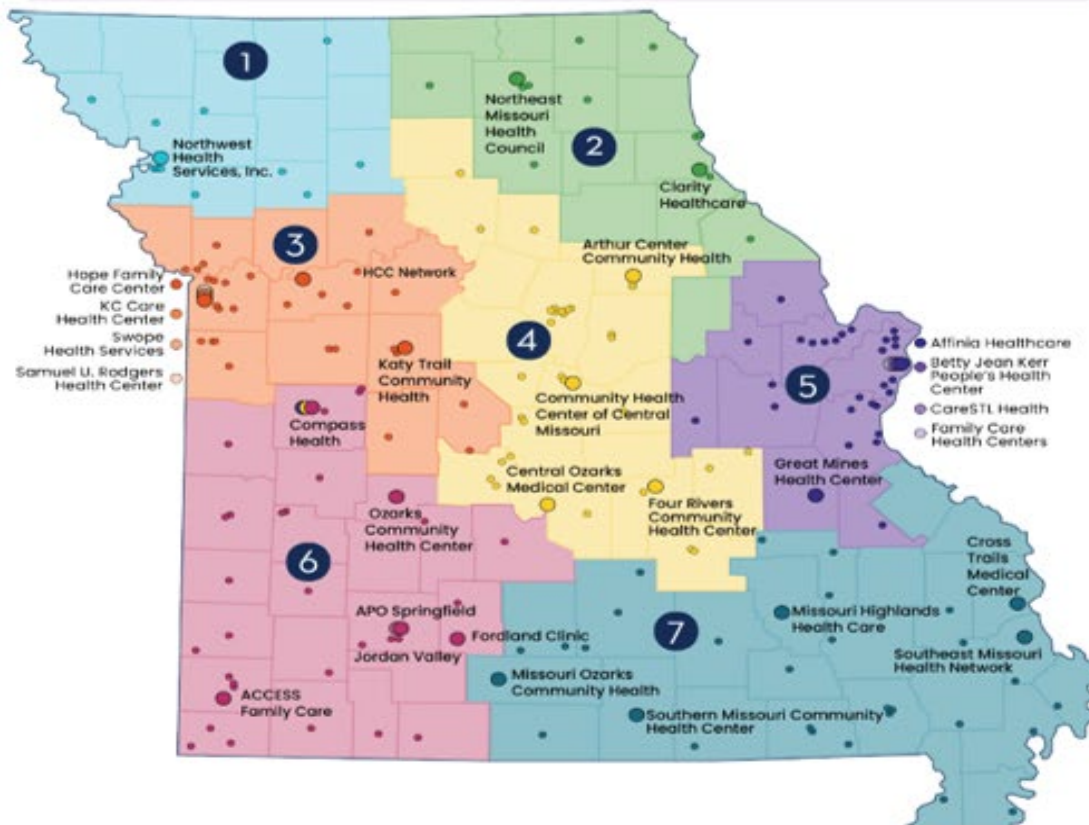 1
Northwest
Health
Services, Inc.
Northeast
Missouri
Health
Council
2
Clarity
Healthcare
3
HCC Network
Hope Family
Care Center
KC Care
Health Center
Swope
Health Services
Samuel U. Rodgers
Health Center
Katy Trail
Community
Health
Arthur Center
Community Health
4
Community Health
Center of Central
Missouri
Central Ozarks
Medical Center
Four Rivers
Community
Health Center
5
Affinia Healthcare
Betty Jean Kerr
People's Health
Center
CareSTL Health
Family Care
Health Centers
Great Mines
Health Center
Compass
Health
Ozarks
Community
Health Center
6
APO Springfield
Jordan Valley
Fordland Clinic
ACCESS
Family Care
7
Missouri Ozarks
Community Health
Southern Missouri Community
Health Center
Missouri Highlands
Health Care
Cross
Trails
Medical
Center
Southeast Missouri
Health Network